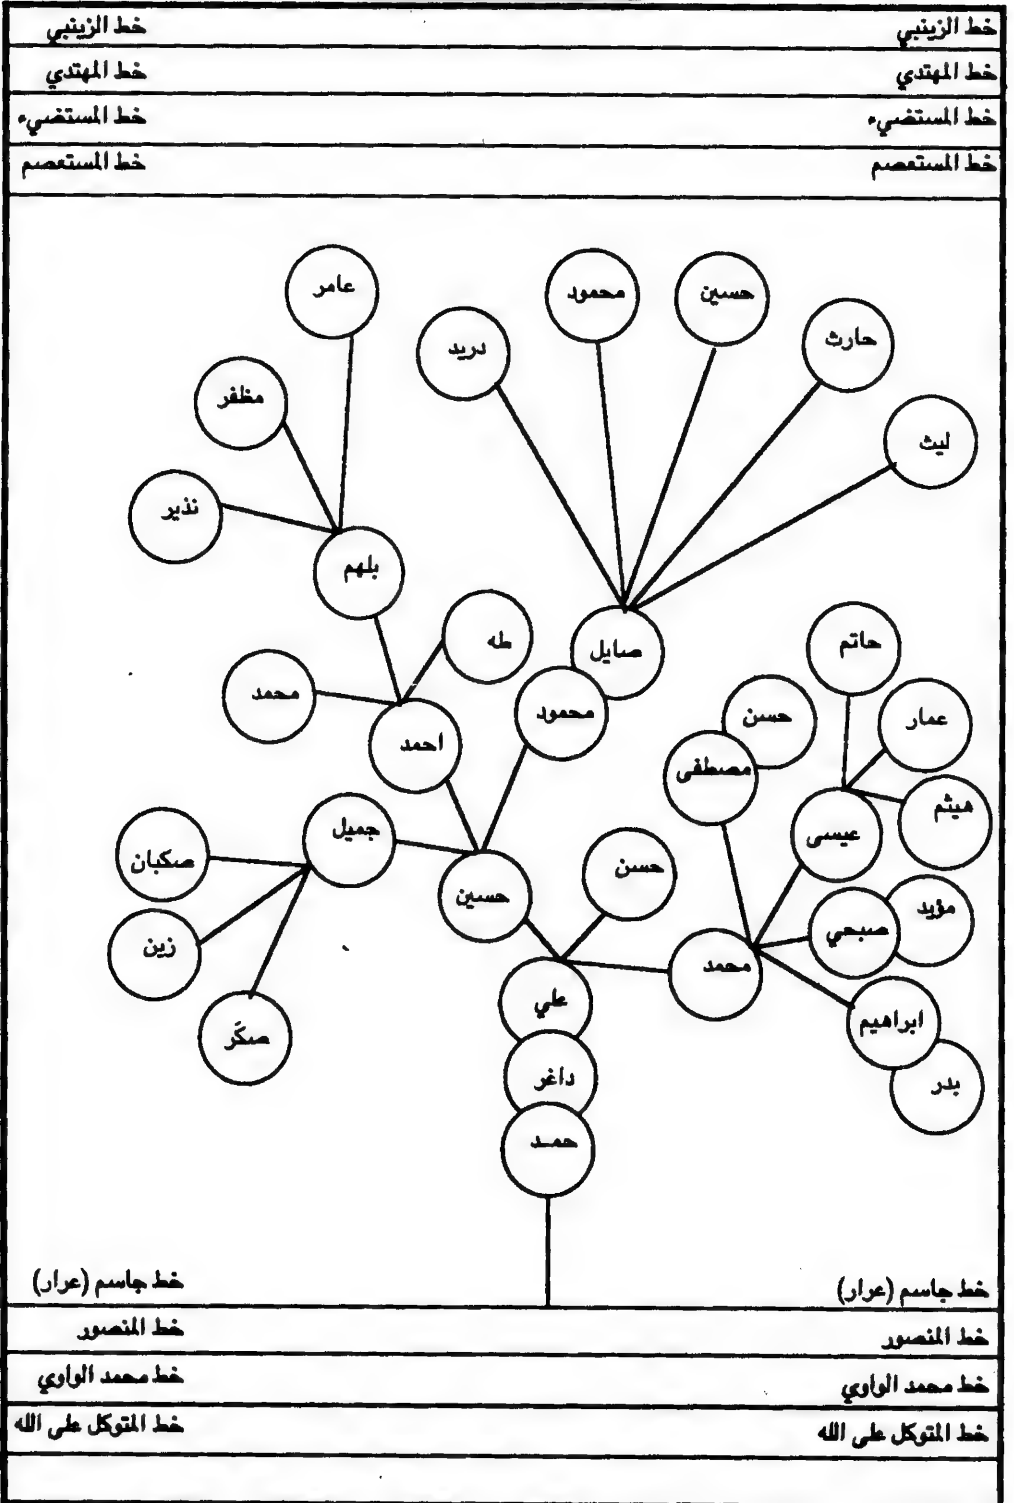 خط الزينبي خط الزينبي
خط المهتدي خط المهتدي
خط المستضيء خط المستضيء
خط المستعصم خط المستعصم
عامر
محمود
حسين
حارث
دريد
مظفر
ليث
نذير
بلهم
طه
صايل
حاتم
محمد
محمود
حسن
عمار
احمد
مصطفى
هيثم
جميل
عيسى
صكبان
حسن
حسين
مؤيد
صبحي
زين
محمد
علي
ابراهيم
صكَر
داغر
بدر
حمـد
خط جاسم (عرار) خط جاسم (عرار)
خط المنصور خط المنصور
خط محمد الواوي خط محمد الواوي
خط المتوكل على الله خط المتوكل على الله